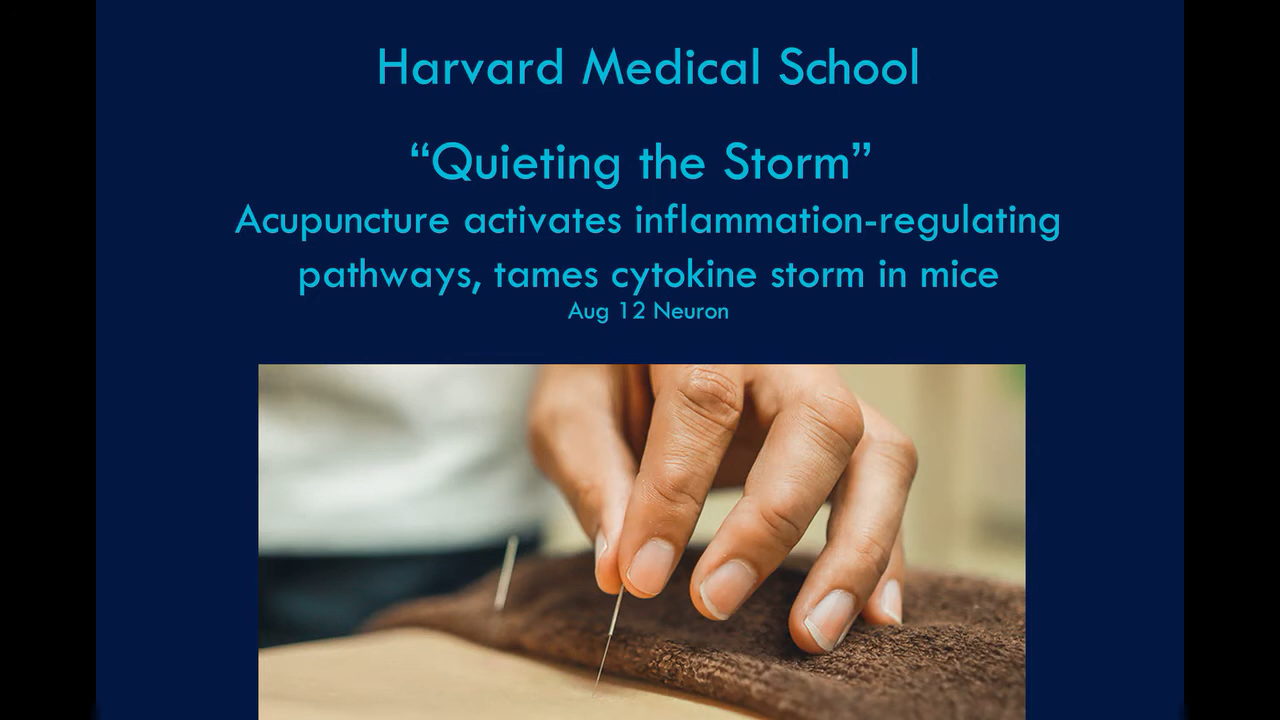 Harvard Medical School
“Quieting the Storm”
Acupuncture activates inflammation-regulating
pathways, tames cytokine storm in mice
Aug 12 Neuron